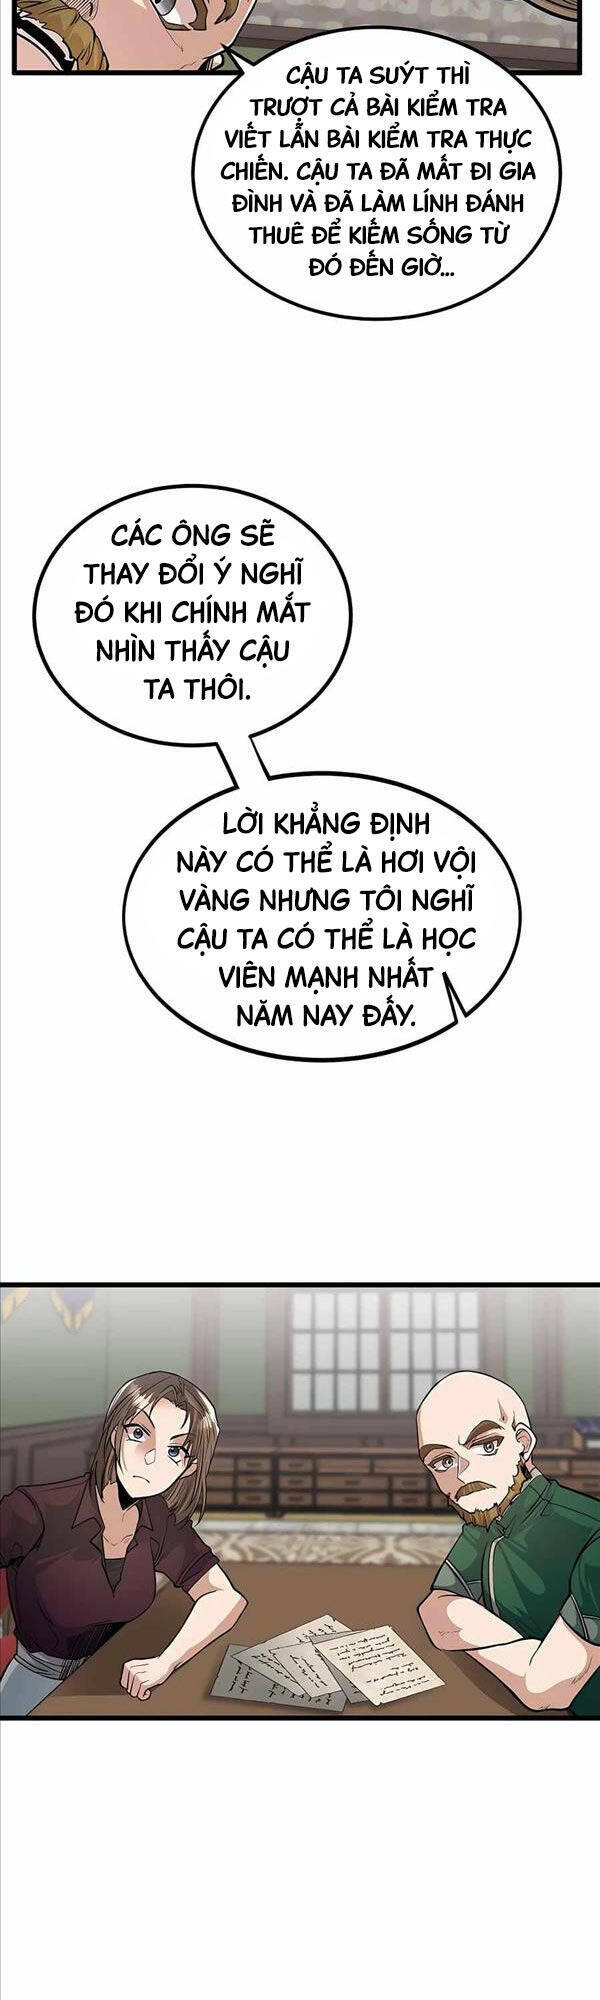 CẬU TA SUÝT THÌ
TRƯỢT CẢ BÀI KIỂM TRA
VIẾT LẪN BÀI KIỂM TRA THỰC
CHIẾN. CẬU TA ĐÃ MẤT ĐI GIA
ĐÌNH VÀ ĐÃ LÀM LÍNH ĐÁNH
THUÊ ĐỂ KIẾM SỐNG TỪ
ĐÓ ĐẾN GIỜ...
CÁC ÔNG SẼ
THAY ĐỔI Ý NGHĨ
ĐÓ KHI CHÍNH MẮT
NHÌN THẤY CẬU
TA THÔI.
LỜI KHẲNG ĐỊNH
NÀY CÓ THỂ LÀ HƠI VỘI
VÀNG NHƯNG TÔI NGHĨ
CẬU TA CÓ THỂ LÀ HỌC
VIÊN MẠNH NHẤT
NĂM NAY ĐẤY.